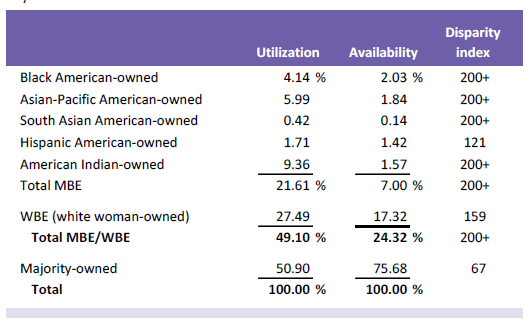 Disparity
Utilization Availability index
Black American-owned 4.14 % 2.03 % 200+
Asian-Pacific American-owned 5.99 1.84 200+
South Asian American-owned 0.42 0.14 200+
Hispanic American-owned 1.71 1.42 121
American Indian-owned 9.36 1.57 200+
Total MBE 21.61 % 7.00 % 200+
WBE (white woman-owned) 27.49 17.32 159
Total MBE/WBE 49.10 % 24.32 % 200+
Majority-owned 50.90 75.68 67
Total 100.00 % 100.00 %